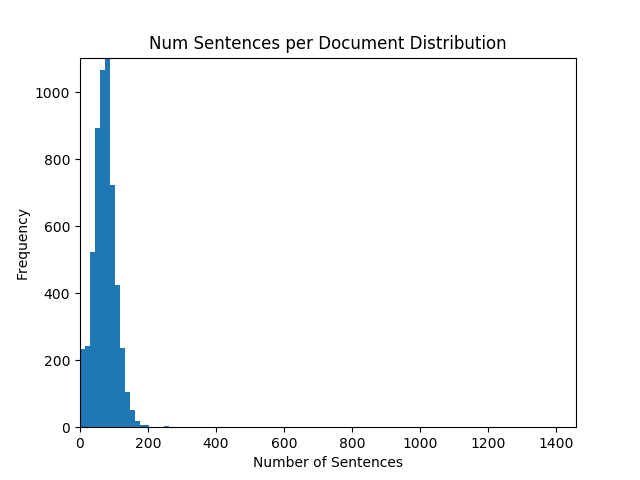 Num Sentences per Document Distribution
1000
800
600
400
200
0
Frequency
0 200 400 600 800 1000 1200 1400
Number of Sentences